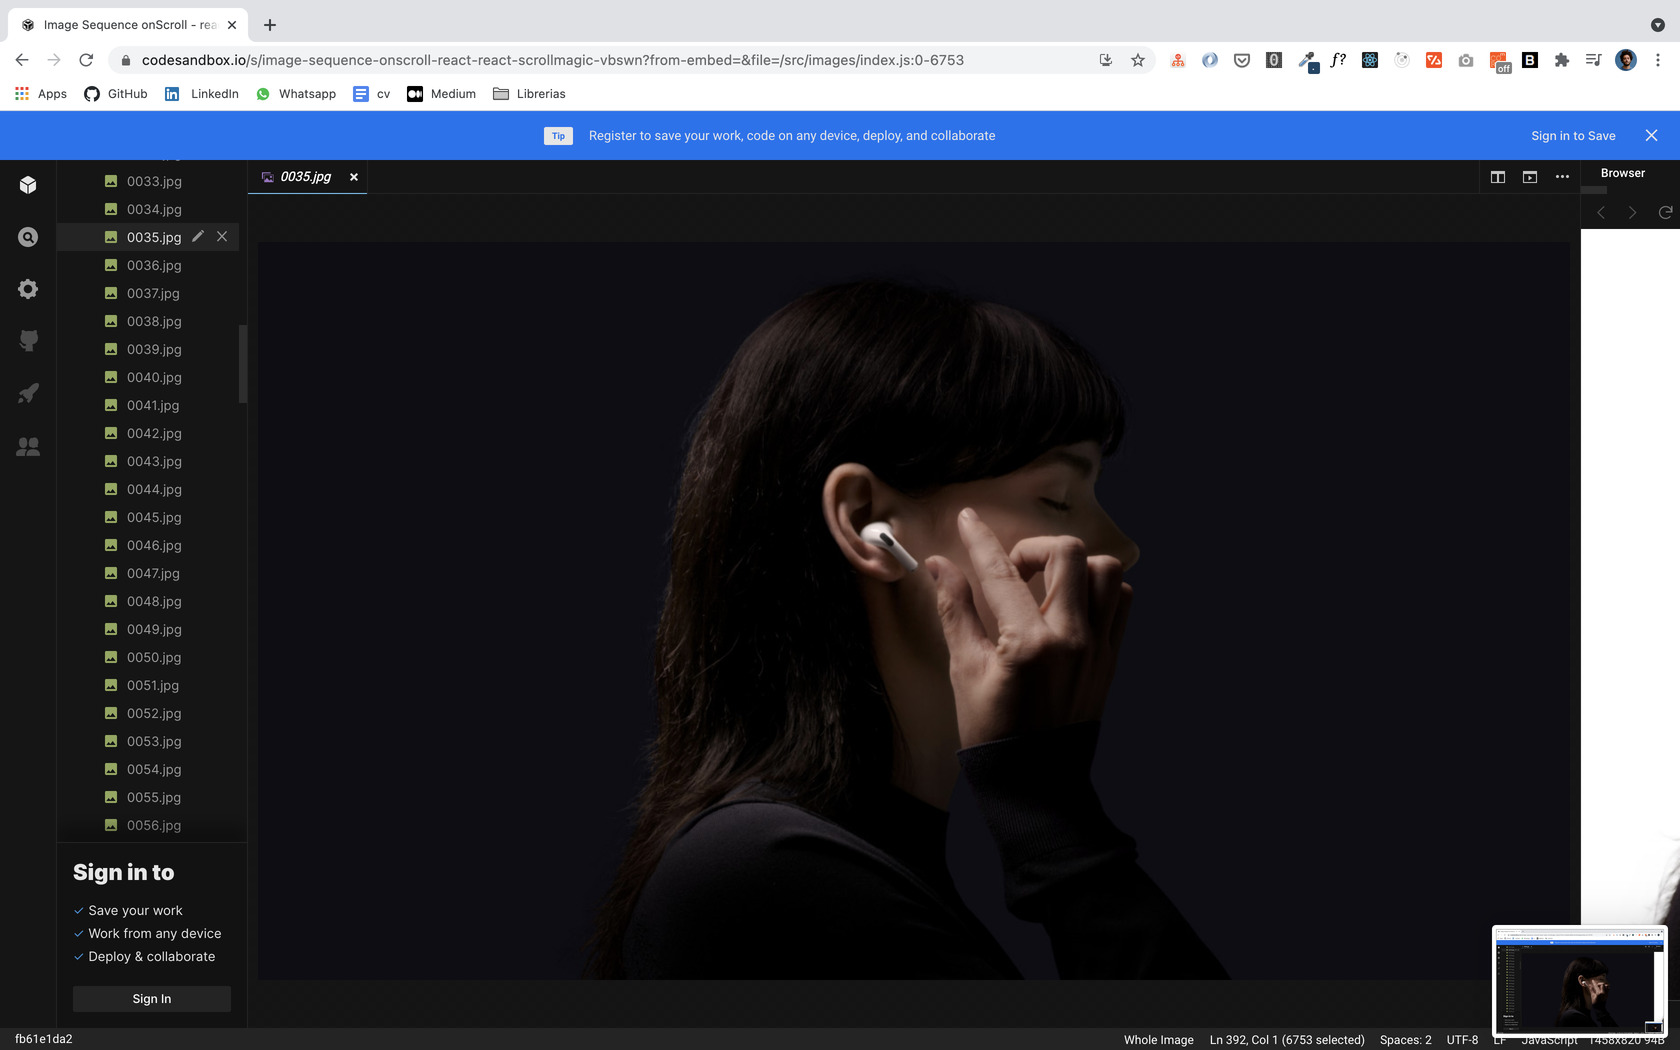 Image Sequence onScroll - rea
codesandbox.io/s/image-sequence-onscroll-react-react-scrollmagic-vbswn?from-embed=&file=/src/images/index.js:0-6753
f?
off
B
Apps
GitHub
LinkedIn
Whatsapp
cv
Medium
Librerias
Tip
Register to save your work, code on any device, deploy, and collaborate
Sign in to Save
0033.jpg
0034.jpg
0035.jpg
0036.jpg
0037.jpg
0038.jpg
0039.jpg
0040.jpg
0041.jpg
0042.jpg
0043.jpg
0044.jpg
0045.jpg
0046.jpg
0047.jpg
0048.jpg
0049.jpg
0050.jpg
0051.jpg
0052.jpg
0053.jpg
0054.jpg
0055.jpg
0056.jpg
0035.jpg
Browser
Sign in to
Save your work
Work from any device
Deploy & collaborate
Sign In
fb61e1da2
Whole Image
Ln 392, Col 1 (6753 selected)
Spaces: 2
UTF-8
LF
JavaScript
1458x820 94B